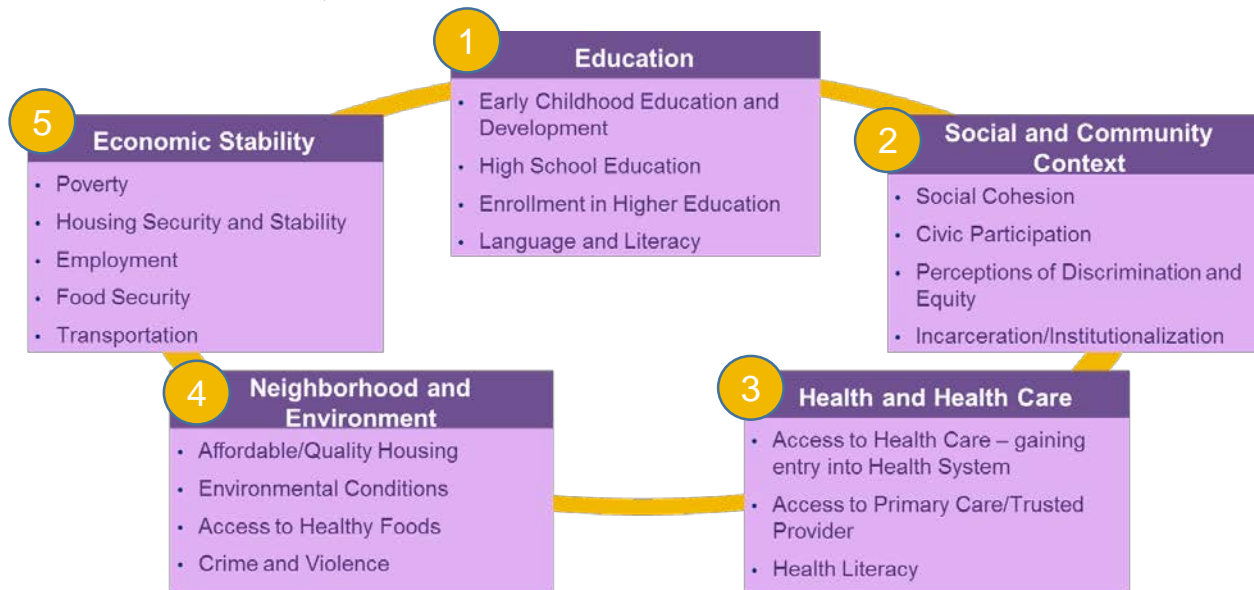 1
Education
• Early Childhood Education and
Development
• High School Education
• Enrollment in Higher Education
• Language and Literacy
2
Social and Community
Context
• Social Cohesion
• Civic Participation
• Perceptions of Discrimination and
Equity
• Incarceration/Institutionalization
3
Health and Health Care
• Access to Health Care – gaining
entry into Health System
• Access to Primary Care/Trusted
Provider
• Health Literacy
4
Neighborhood and
Environment
• Affordable/Quality Housing
• Environmental Conditions
• Access to Healthy Foods
• Crime and Violence
5
Economic Stability
• Poverty
• Housing Security and Stability
• Employment
• Food Security
• Transportation